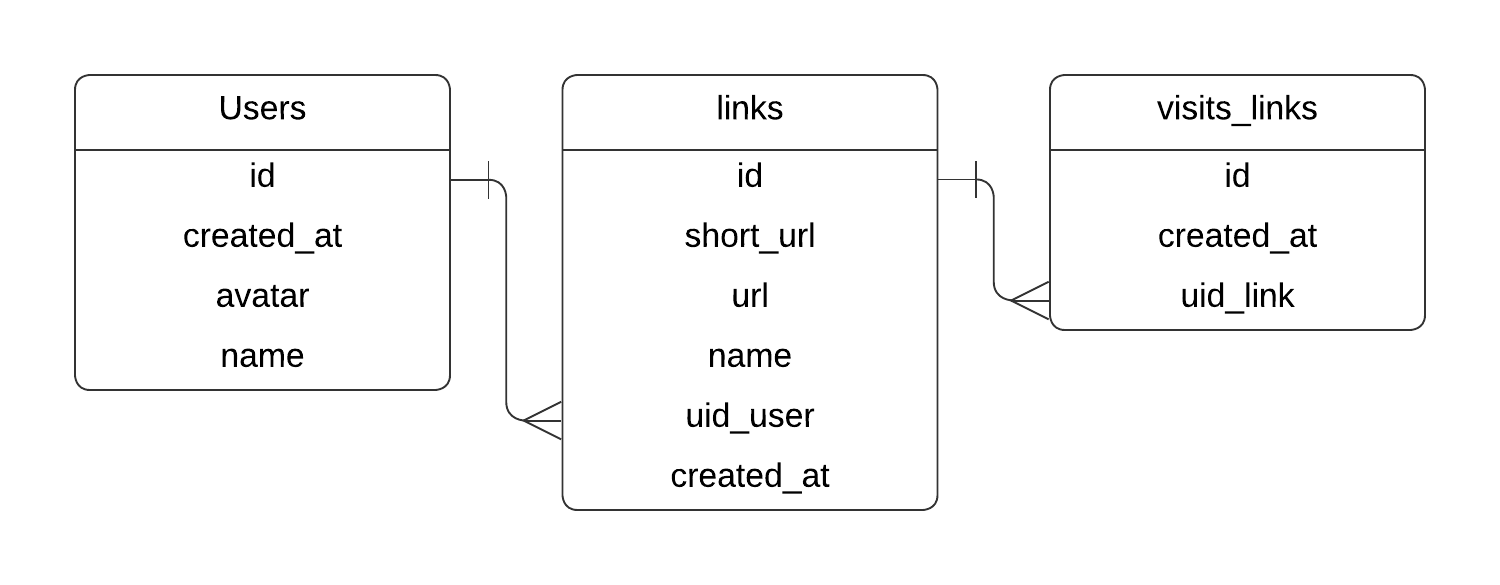 Users
id
created_at
avatar
name
links
id
short_url
url
name
uid_user
created_at
visits_links
id
created_at
uid_link